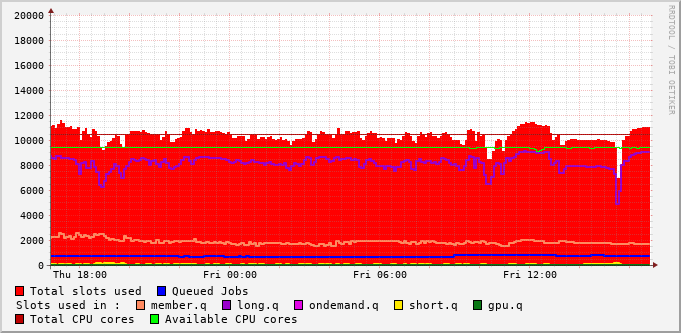 RRDTOOL / TOBI OETIKER
20000
18000
16000
14000
12000
10000
8000
6000
4000
2000
0
Thu 18:00 Fri 00:00 Fri 06:00 Fri 12:00
Total slots used Queued Jobs
Slots used in : member.q long.q ondemand.q short.q gpu.q
Total CPU cores Available CPU cores